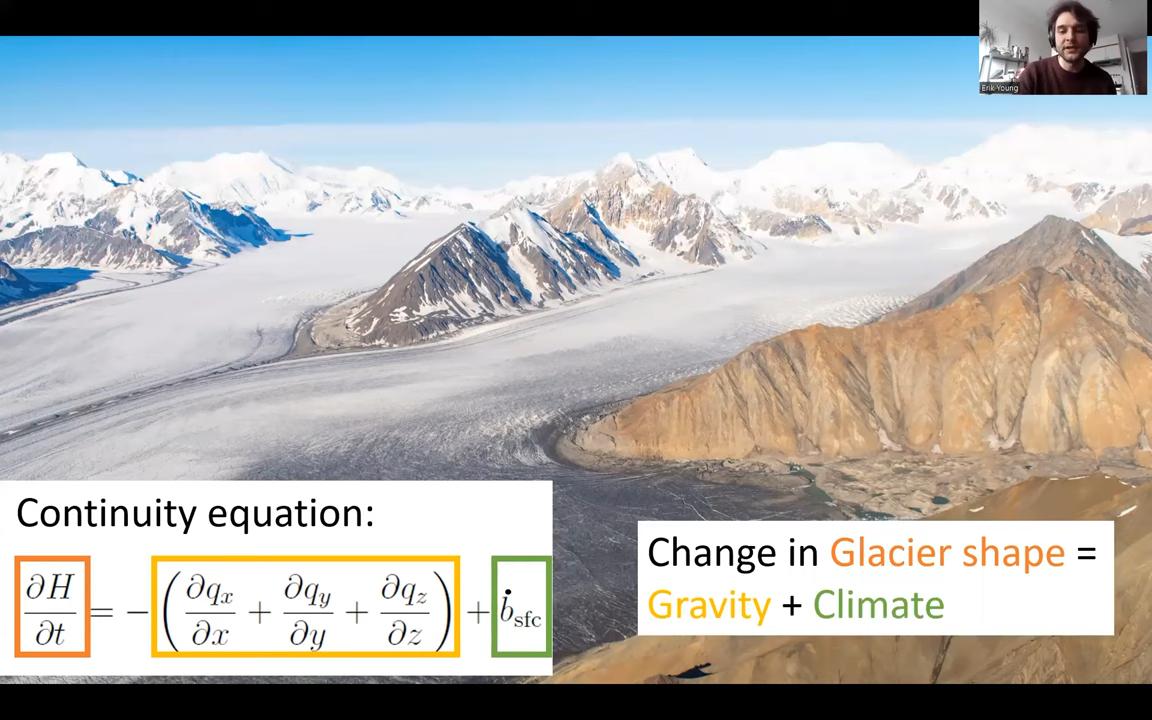 Erik Young
Continuity equation:
∂H/∂t = −(∂q_x/∂x + ∂q_y/∂y + ∂q_z/∂z) + ḃ_sfc
Change in Glacier shape =
Gravity + Climate